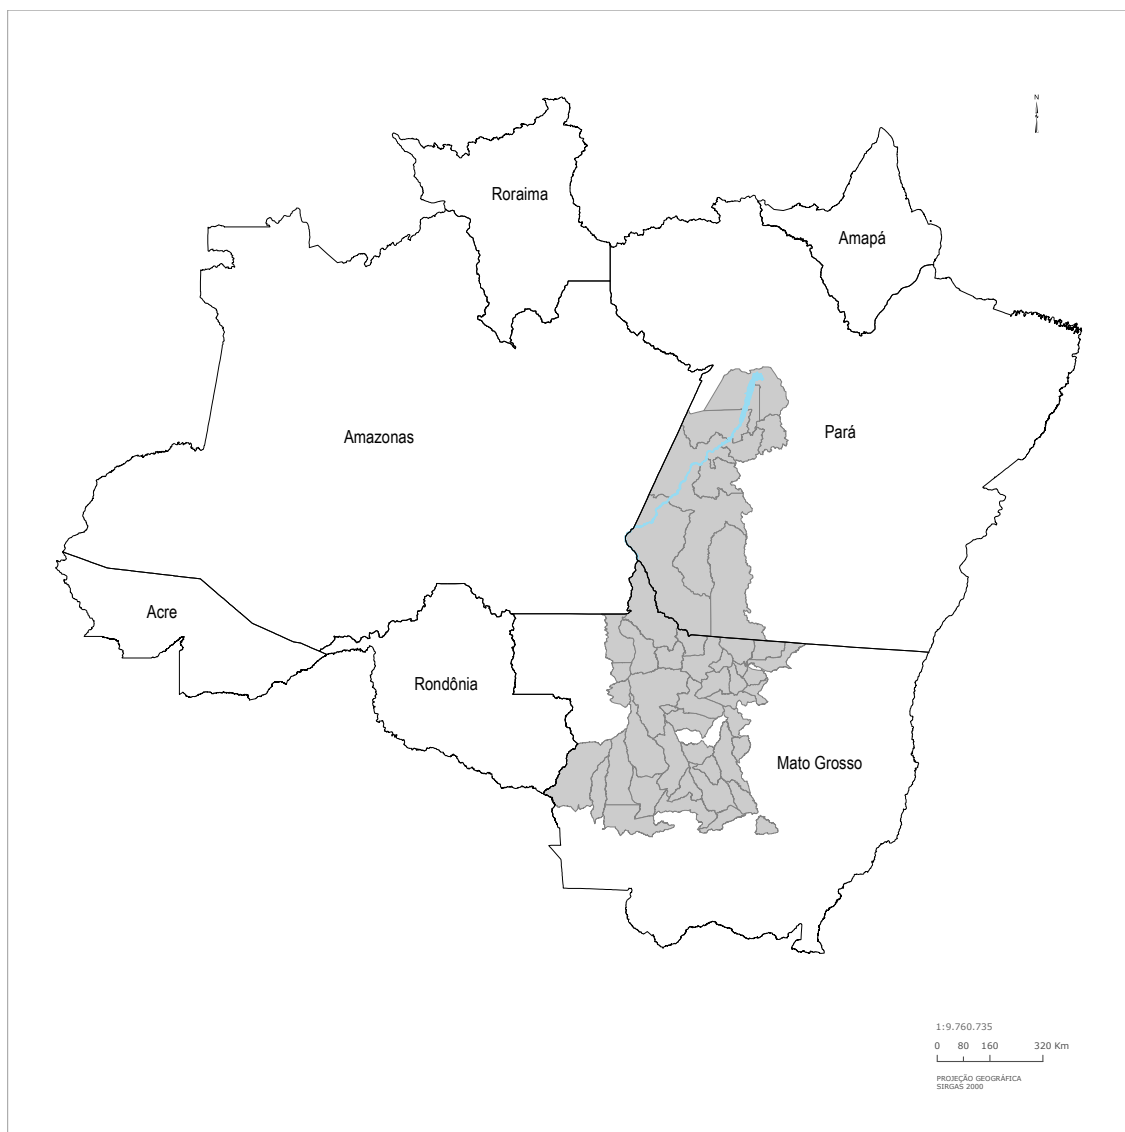 N
Roraima
Amapá
Amazonas
Pará
Acre
Rondônia
Mato Grosso
1:9.760.735
0 80 160 320 Km
PROJEÇÃO GEOGRÁFICA
SIRGAS 2000